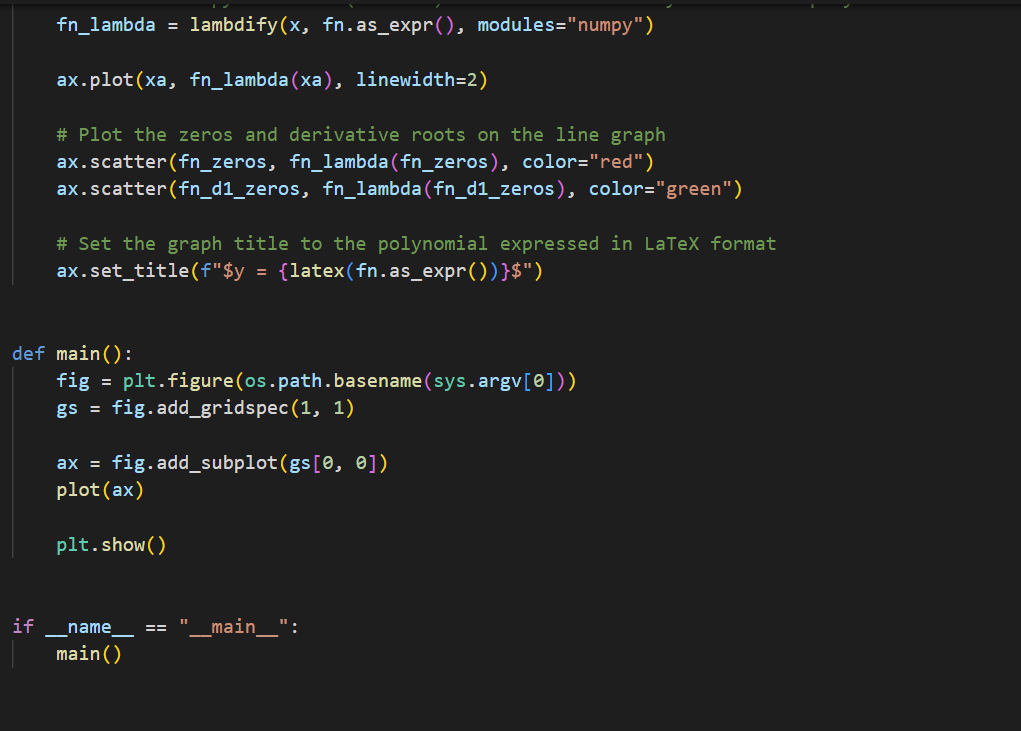 fn_lambda = lambdify(x, fn.as_expr(), modules="numpy")
ax.plot(xa, fn_lambda(xa), linewidth=2)
# Plot the zeros and derivative roots on the line graph
ax.scatter(fn_zeros, fn_lambda(fn_zeros), color="red")
ax.scatter(fn_d1_zeros, fn_lambda(fn_d1_zeros), color="green")
# Set the graph title to the polynomial expressed in LaTeX format
ax.set_title(f"$y = {latex(fn.as_expr())}$")
def main():
fig = plt.figure(os.path.basename(sys.argv[0]))
gs = fig.add_gridspec(1, 1)
ax = fig.add_subplot(gs[0, 0])
plot(ax)
plt.show()
if __name__ == "__main__":
main()